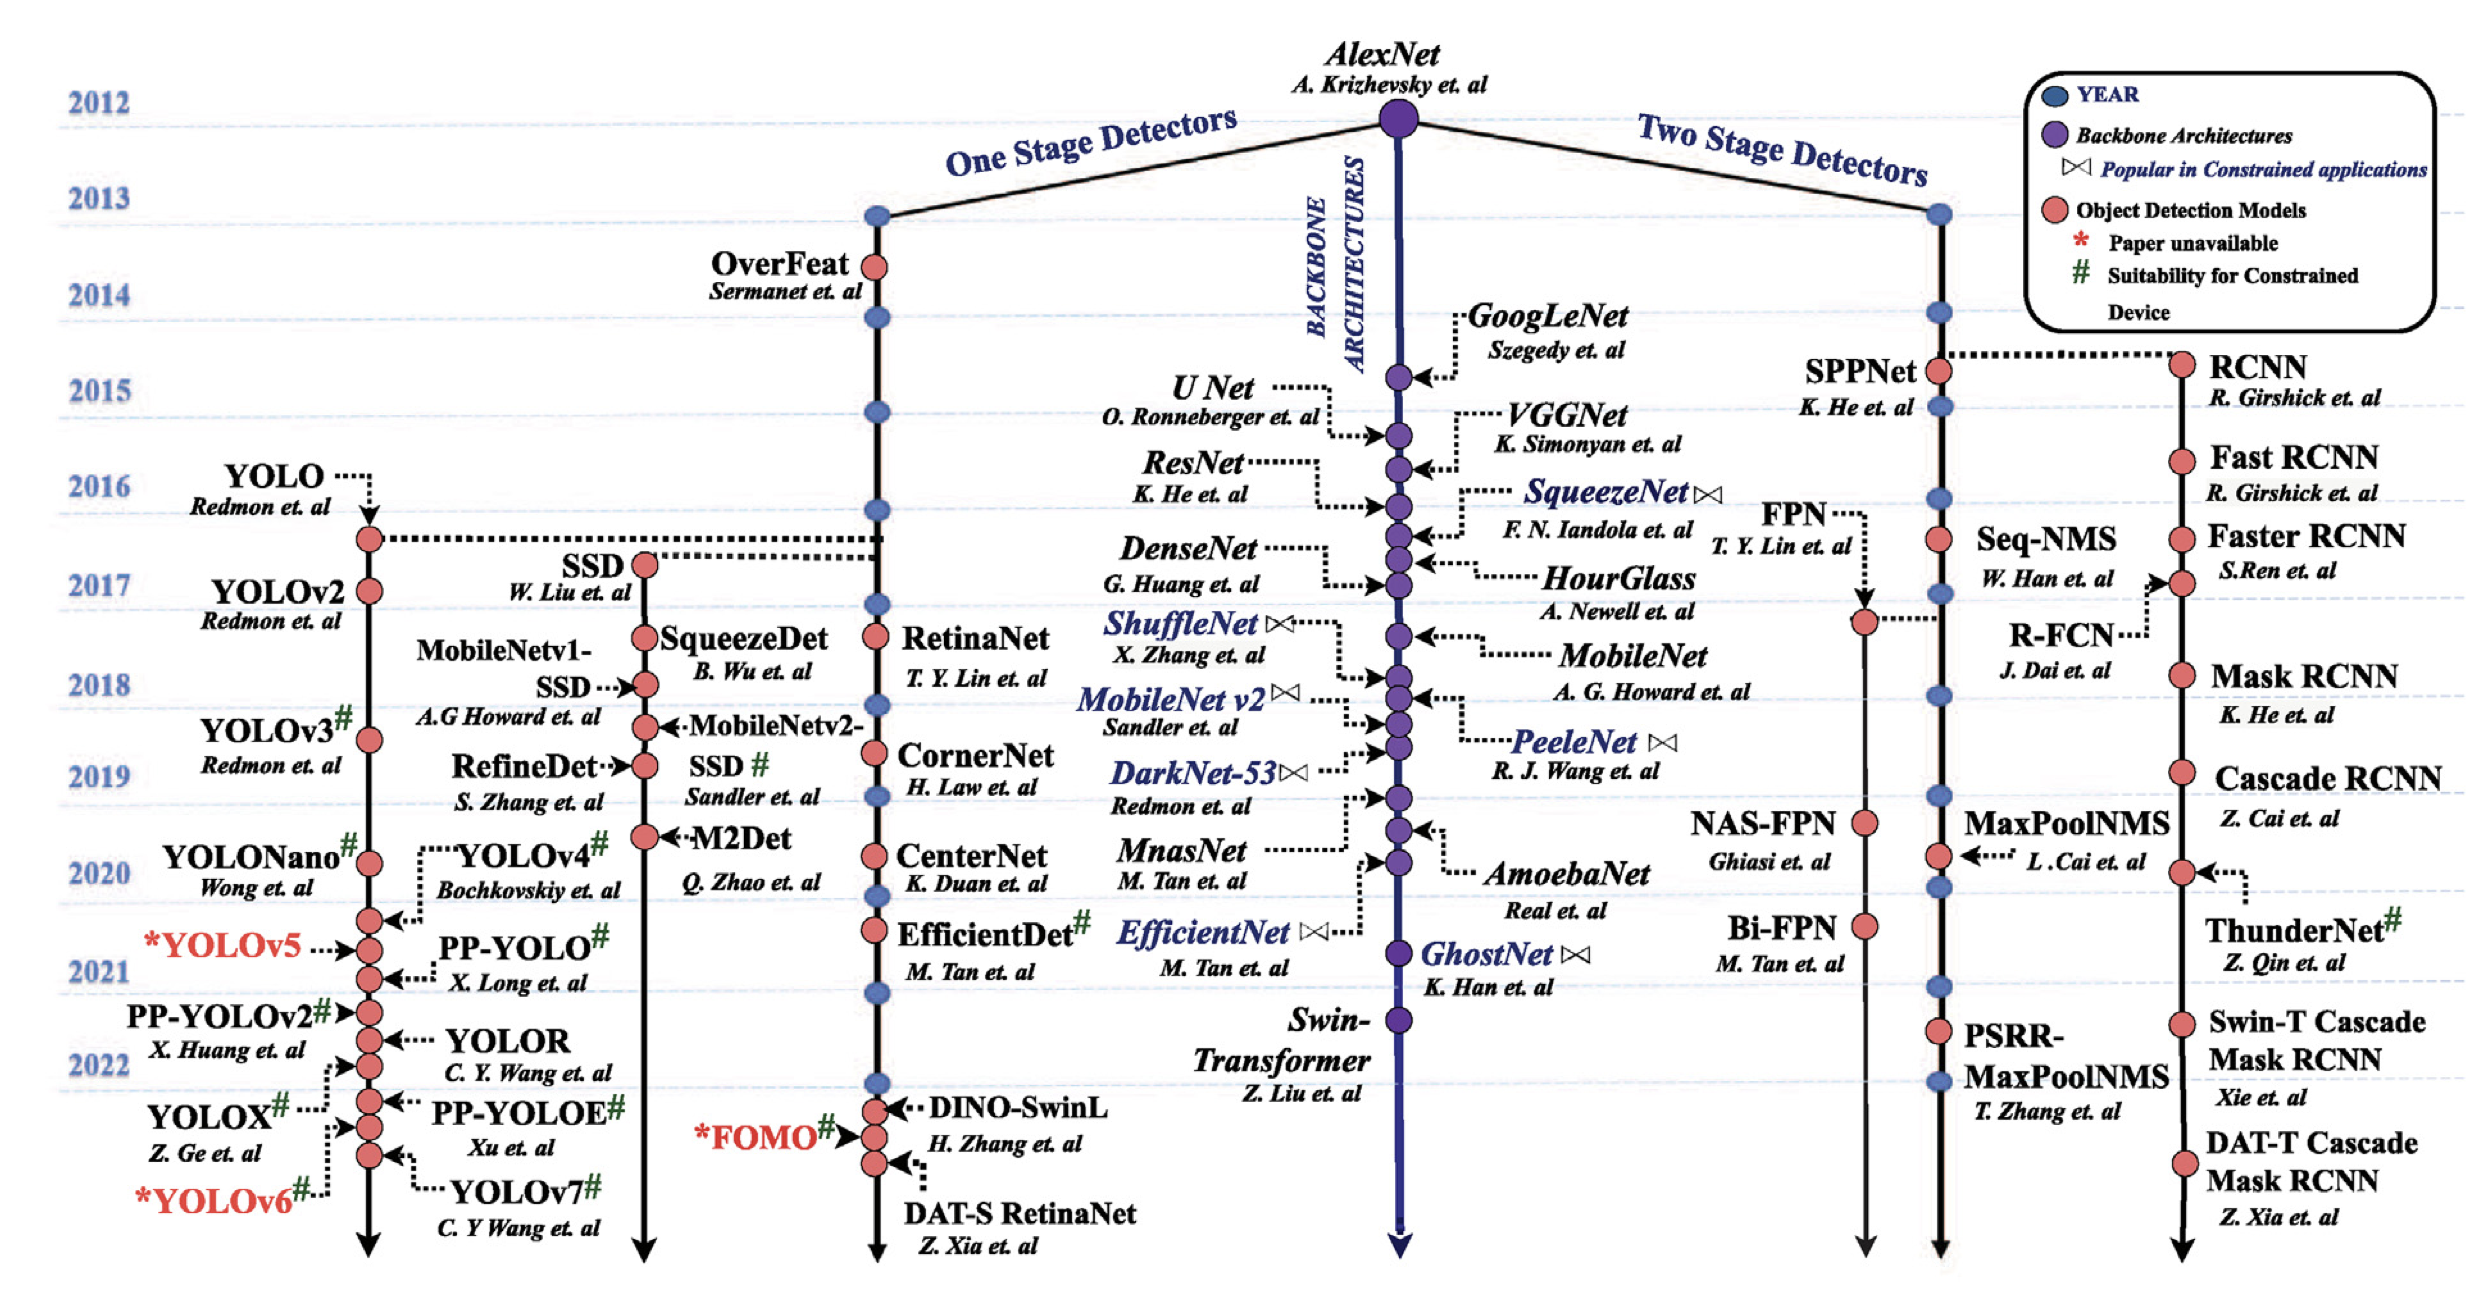 AlexNet
A. Krizhevsky et. al
2012
2013
2014
2015
2016
2017
2018
2019
2020
2021
2022
One Stage Detectors
Two Stage Detectors
BACKBONE
ARCHITECTURES
YEAR
Backbone Architectures
⋈ Popular in Constrained applications
Object Detection Models
* Paper unavailable
# Suitability for Constrained
Device
YOLO
Redmon et. al
YOLOv2
Redmon et. al
YOLOv3#
Redmon et. al
YOLONano#
Wong et. al
YOLOv4#
Bochkovskiy et. al
*YOLOv5
PP-YOLO#
X. Long et. al
PP-YOLOv2#
X. Huang et. al
YOLOR
C. Y. Wang et. al
YOLOX#
Z. Ge et. al
PP-YOLOE#
Xu et. al
*YOLOv6#
YOLOv7#
C. Y Wang et. al
SSD
W. Liu et. al
SqueezeDet
B. Wu et. al
MobileNetv1-
SSD
A.G Howard et. al
MobileNetv2-
SSD #
Sandler et. al
RefineDet
S. Zhang et. al
M2Det
Q. Zhao et. al
OverFeat
Sermanet et. al
RetinaNet
T. Y. Lin et. al
CornerNet
H. Law et. al
CenterNet
K. Duan et. al
EfficientDet#
M. Tan et. al
DINO-SwinL
H. Zhang et. al
*FOMO#
DAT-S RetinaNet
Z. Xia et. al
GoogLeNet
Szegedy et. al
U Net
O. Ronneberger et. al
VGGNet
K. Simonyan et. al
ResNet
K. He et. al
SqueezeNet ⋈
F. N. Iandola et. al
DenseNet
G. Huang et. al
HourGlass
A. Newell et. al
ShuffleNet ⋈
X. Zhang et. al
MobileNet
A. G. Howard et. al
MobileNet v2 ⋈
Sandler et. al
PeeleNet ⋈
R. J. Wang et. al
DarkNet-53 ⋈
Redmon et. al
MnasNet
M. Tan et. al
AmoebaNet
Real et. al
EfficientNet ⋈
M. Tan et. al
GhostNet ⋈
K. Han et. al
Swin-
Transformer
Z. Liu et. al
FPN
T. Y. Lin et. al
NAS-FPN
Ghiasi et. al
Bi-FPN
M. Tan et. al
SPPNet
K. He et. al
Seq-NMS
W. Han et. al
MaxPoolNMS
L .Cai et. al
PSRR-
MaxPoolNMS
T. Zhang et. al
RCNN
R. Girshick et. al
Fast RCNN
R. Girshick et. al
Faster RCNN
S.Ren et. al
R-FCN
J. Dai et. al
Mask RCNN
K. He et. al
Cascade RCNN
Z. Cai et. al
ThunderNet#
Z. Qin et. al
Swin-T Cascade
Mask RCNN
Xie et. al
DAT-T Cascade
Mask RCNN
Z. Xia et. al